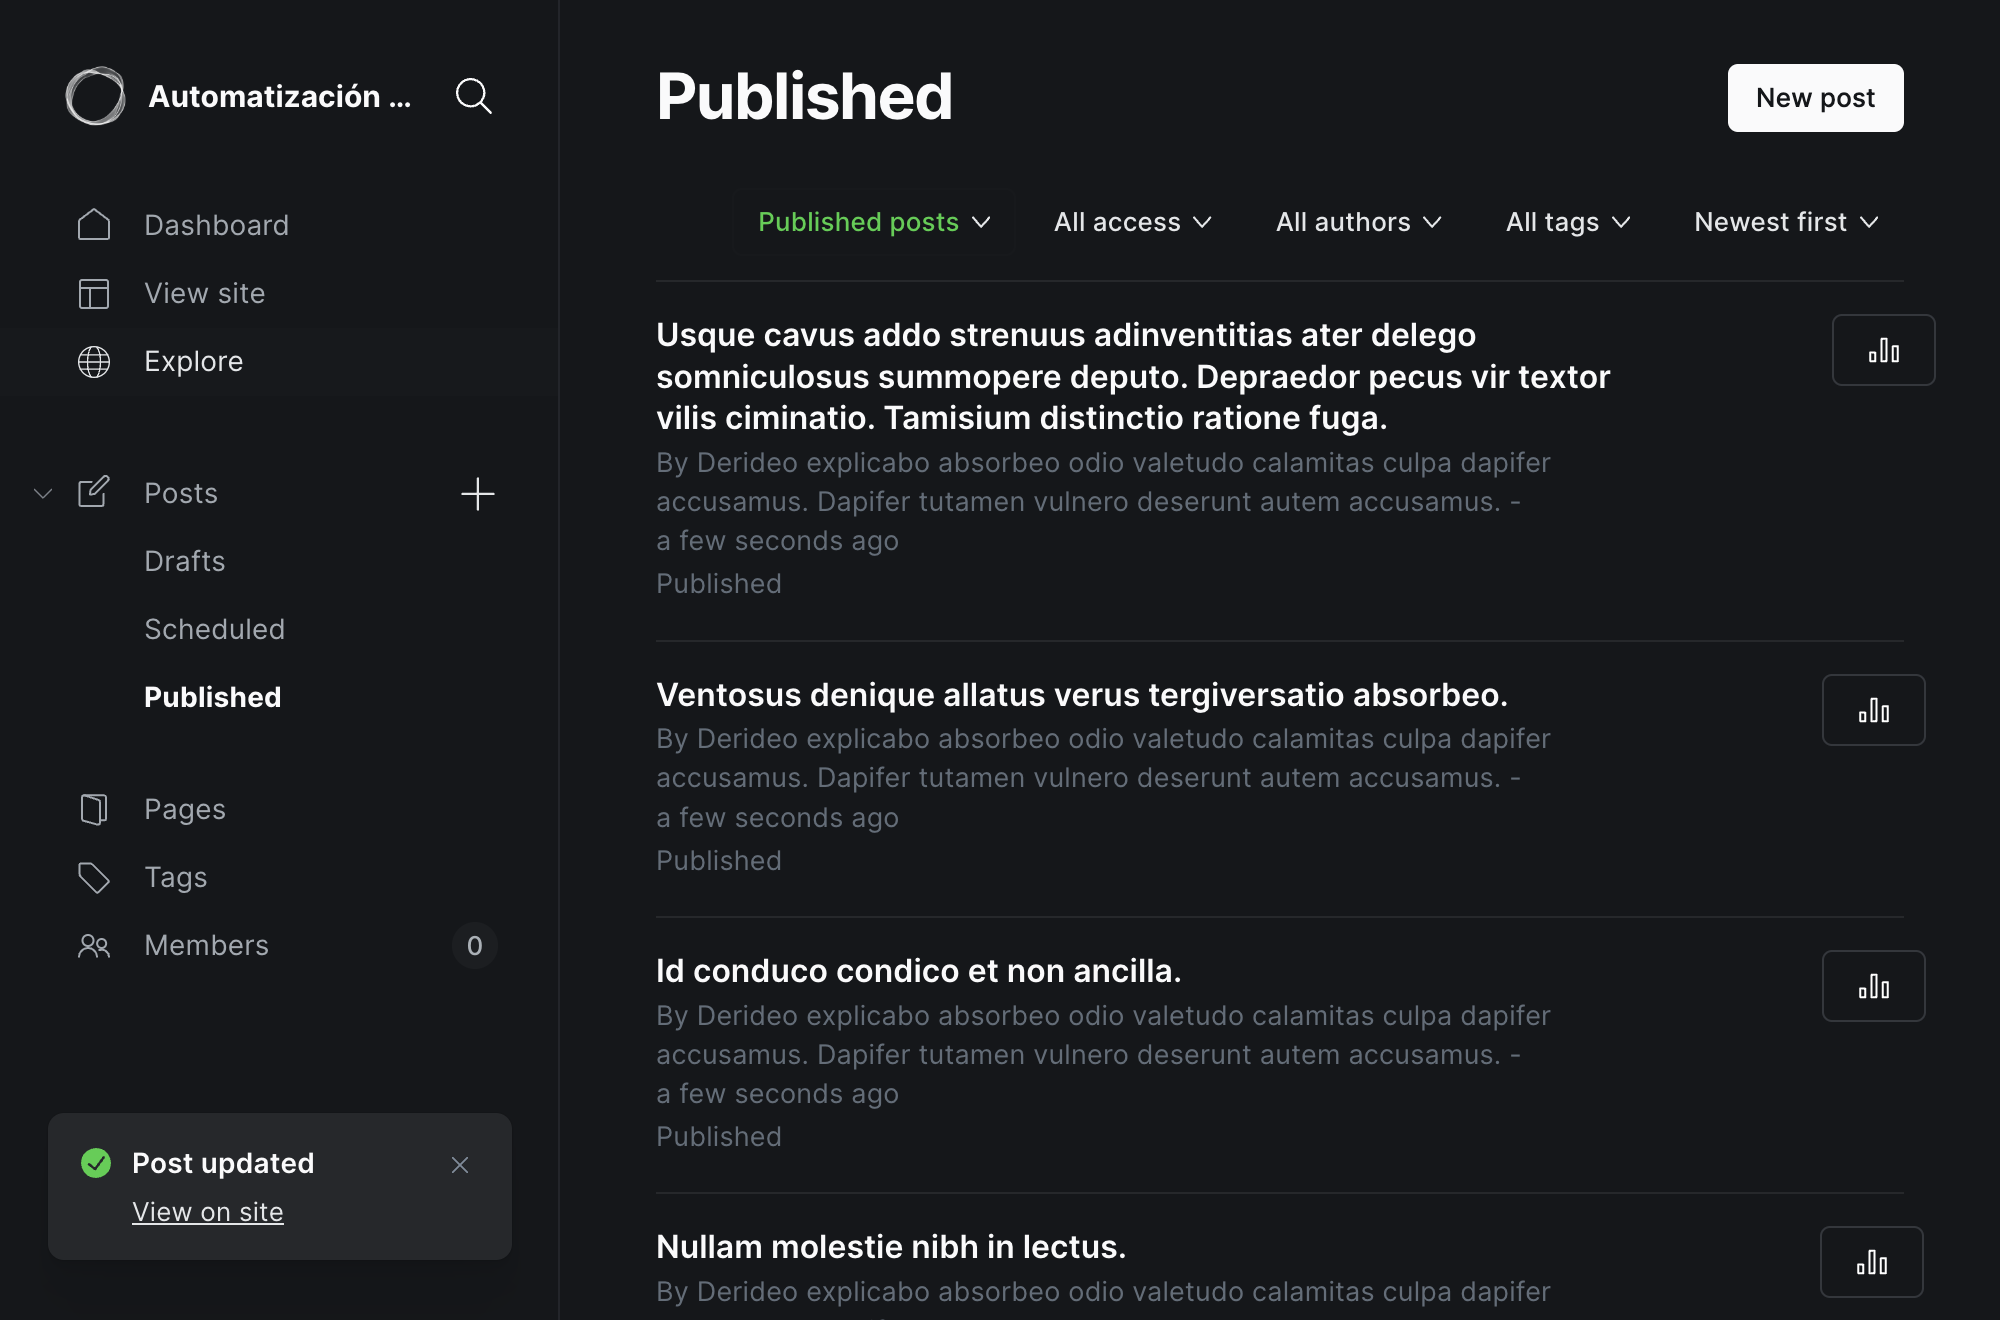 Automatización ...
Dashboard
View site
Explore
Posts
Drafts
Scheduled
Published
Pages
Tags
Members
0
Post updated
View on site
Published
New post
Published posts
All access
All authors
All tags
Newest first
Usque cavus addo strenuus adinventitias ater delego
somniculosus summopere deputo. Depraedor pecus vir textor
vilis ciminatio. Tamisium distinctio ratione fuga.
By Derideo explicabo absorbeo odio valetudo calamitas culpa dapifer
accusamus. Dapifer tutamen vulnero deserunt autem accusamus. -
a few seconds ago
Published
Ventosus denique allatus verus tergiversatio absorbeo.
By Derideo explicabo absorbeo odio valetudo calamitas culpa dapifer
accusamus. Dapifer tutamen vulnero deserunt autem accusamus. -
a few seconds ago
Published
Id conduco condico et non ancilla.
By Derideo explicabo absorbeo odio valetudo calamitas culpa dapifer
accusamus. Dapifer tutamen vulnero deserunt autem accusamus. -
a few seconds ago
Published
Nullam molestie nibh in lectus.
By Derideo explicabo absorbeo odio valetudo calamitas culpa dapifer